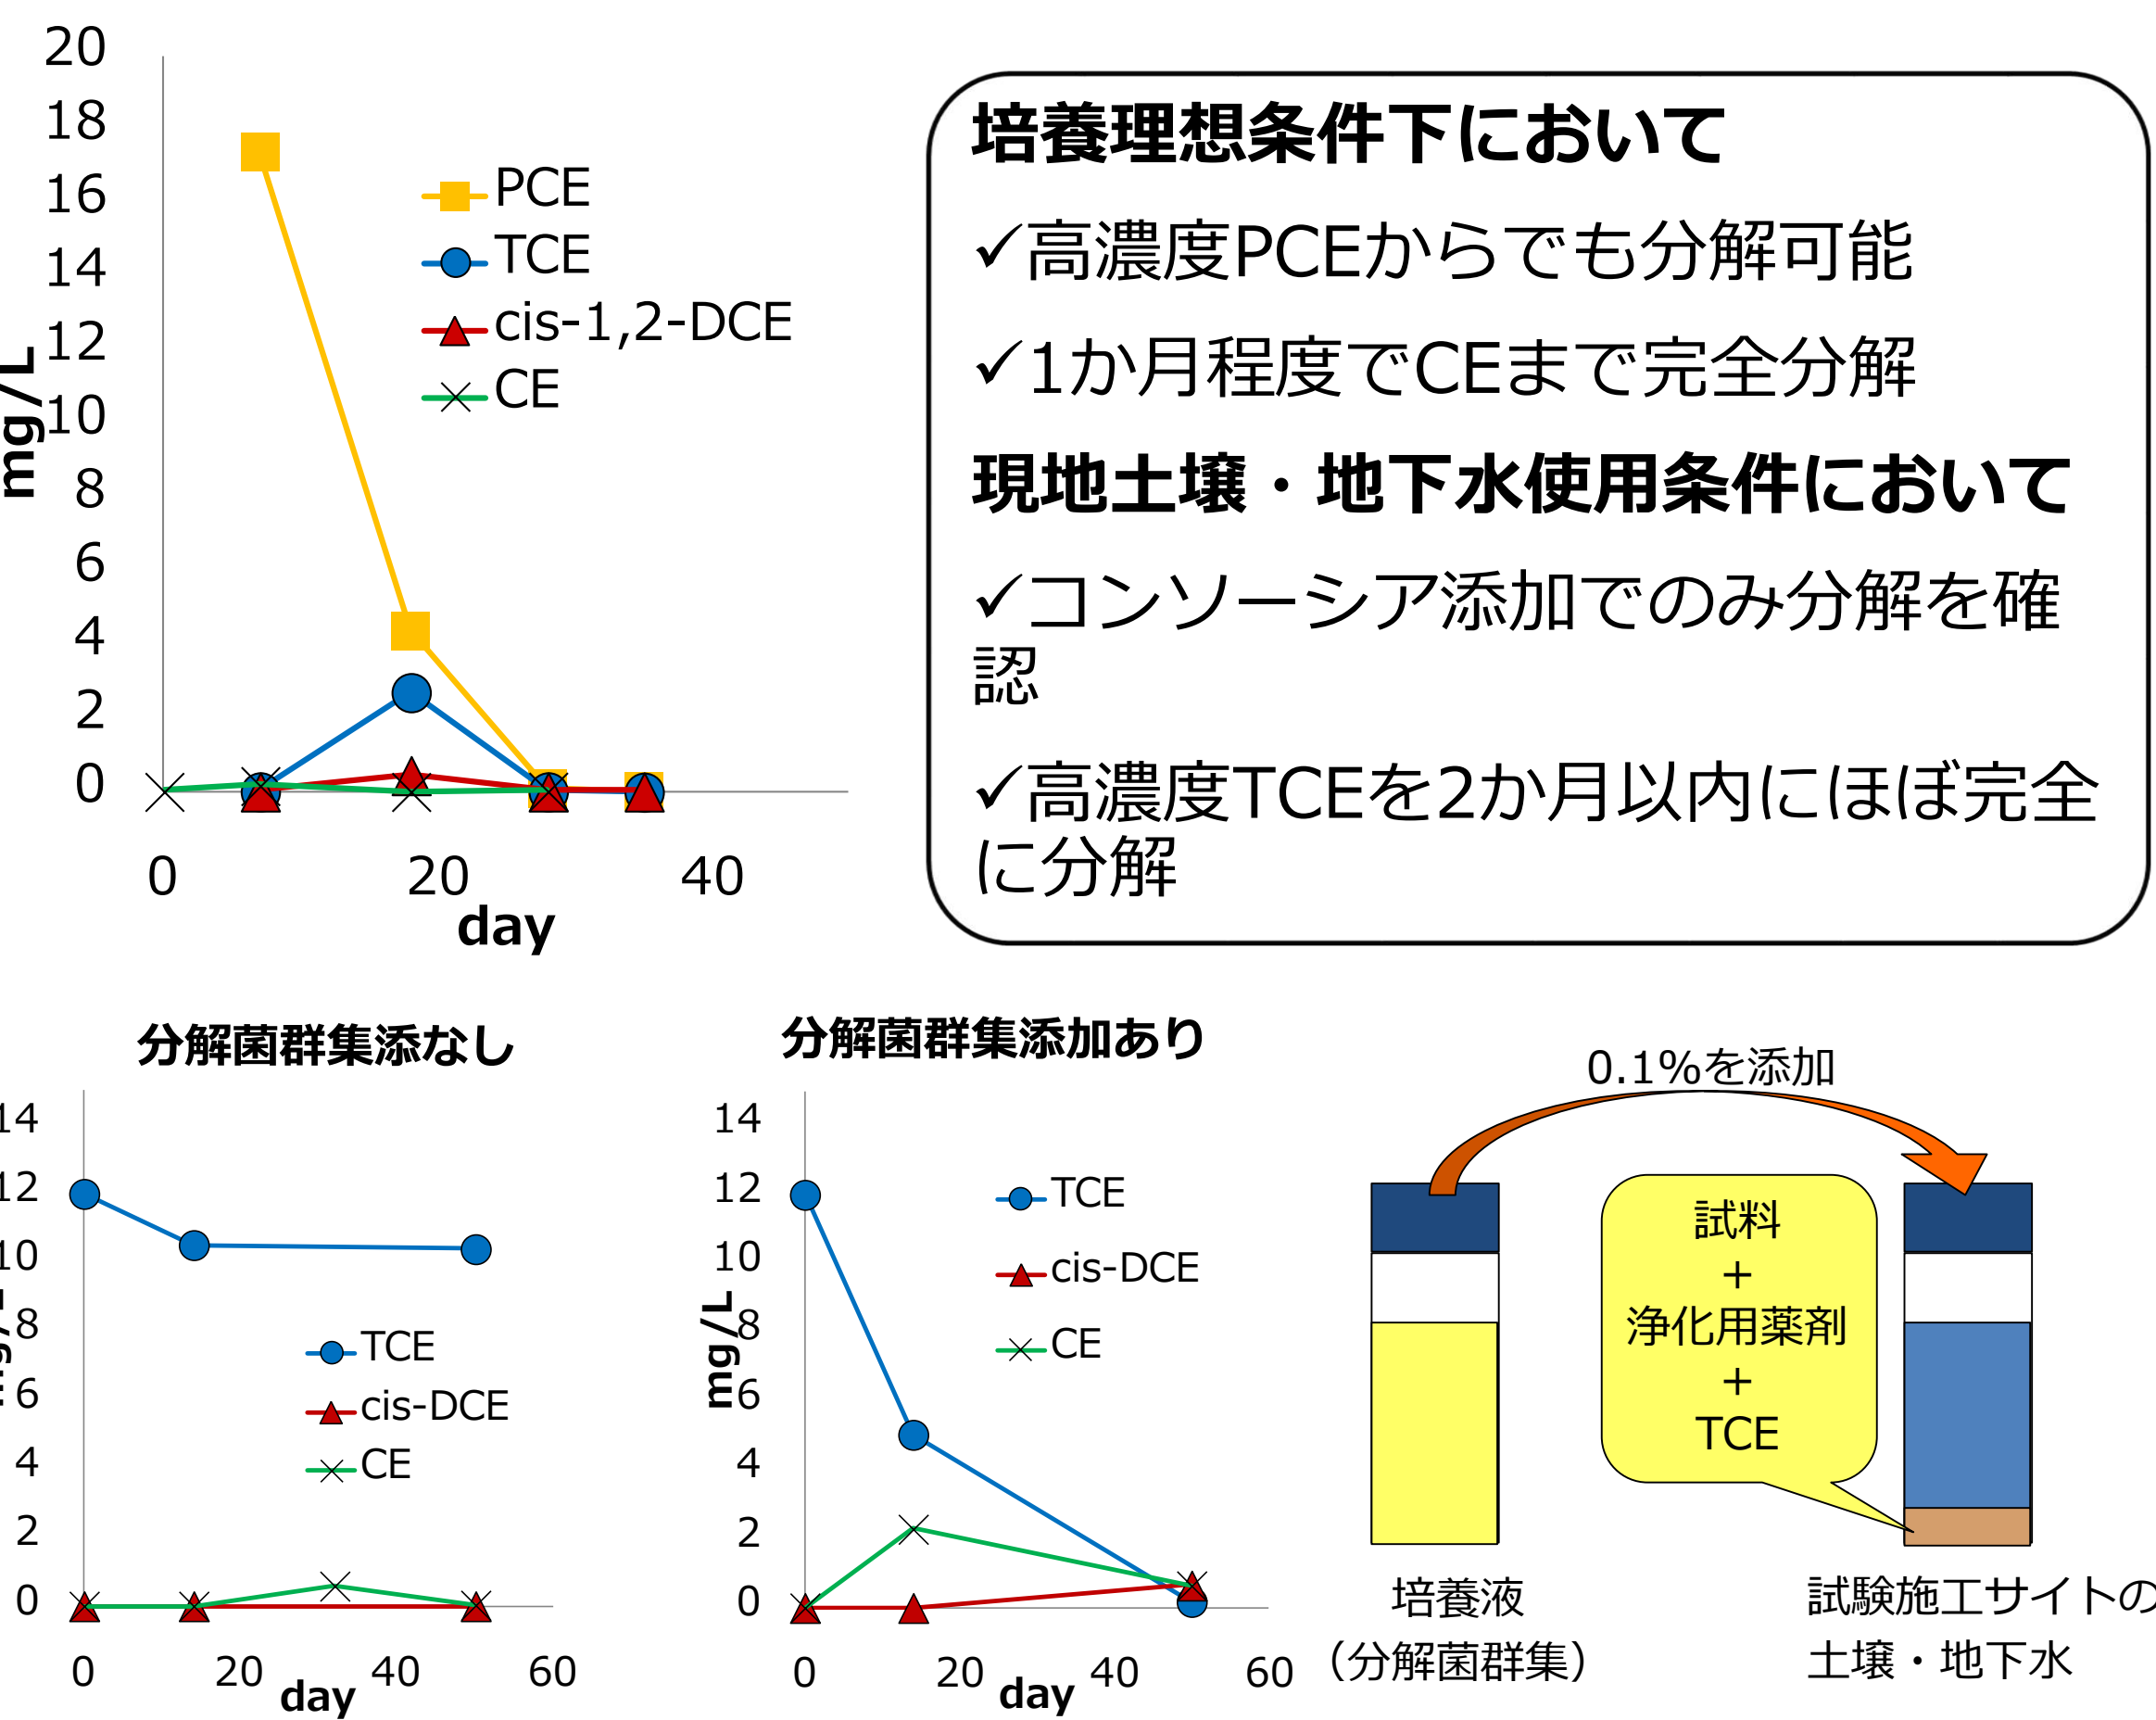 20
18
16
14
12
10
8
6
4
2
0
mg/L
0
20
40
day
PCE
TCE
cis-1,2-DCE
CE
培養理想条件下において
✓高濃度PCEからでも分解可能
✓1か月程度でCEまで完全分解
現地土壌・地下水使用条件において
✓コンソーシア添加でのみ分解を確
認
✓高濃度TCEを2か月以内にほぼ完全
に分解
分解菌群集添なし
14
12
10
8
6
4
2
0
mg/L
0
20
40
60
day
TCE
cis-DCE
CE
分解菌群集添加あり
14
12
10
8
6
4
2
0
mg/L
0
20
40
60
day
TCE
cis-DCE
CE
0.1%を添加
試料
+
浄化用薬剤
+
TCE
培養液
（分解菌群集）
試験施工サイトの
土壌・地下水